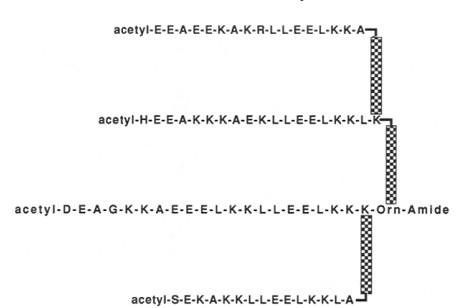 acetyl-E-E-A-E-E-K-A-K-R-L-L-E-E-L-K-K-A
acetyl-H-E-E-A-K-K-K-A-E-K-L-L-E-E-L-K-K-L-K
acetyl-D-E-A-G-K-K-A-E-E-E-L-K-K-L-L-E-E-L-K-K-K-Orn-Amide
acetyl-S-E-K-A-K-K-L-L-E-E-L-K-K-L-A